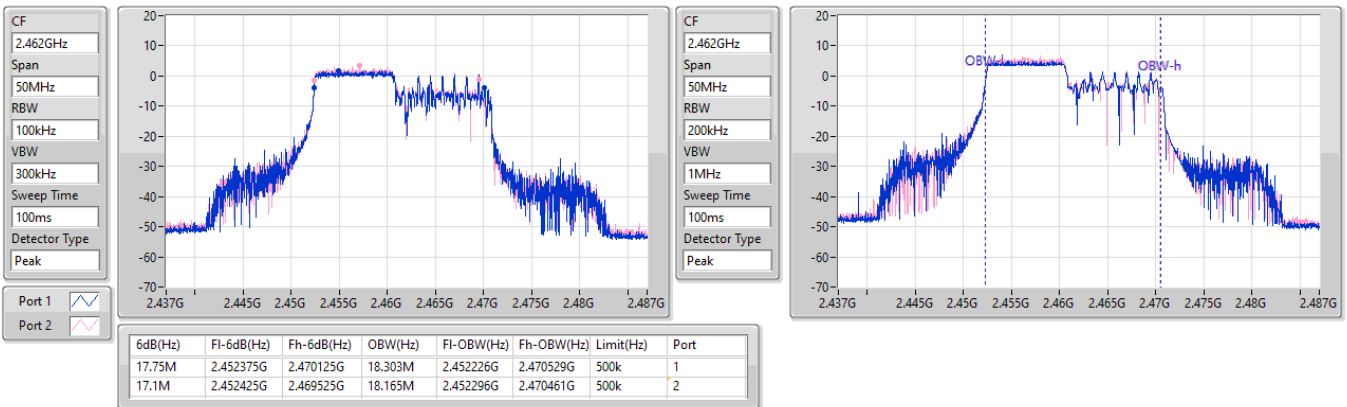 CF
2.462GHz
Span
50MHz
RBW
100kHz
VBW
300kHz
Sweep Time
100ms
Detector Type
Peak
Port 1
Port 2
20
10
0
-10
-20
-30
-40
-50
-60
-70
2.437G 2.445G 2.45G 2.455G 2.46G 2.465G 2.47G 2.475G 2.48G 2.487G
CF
2.462GHz
Span
50MHz
RBW
200kHz
VBW
1MHz
Sweep Time
100ms
Detector Type
Peak
20
10
0
-10
-20
-30
-40
-50
-60
-70
OBW-h
2.437G 2.445G 2.45G 2.455G 2.46G 2.465G 2.47G 2.475G 2.48G 2.487G
6dB(Hz) Fl-6dB(Hz) Fh-6dB(Hz) OBW(Hz) Fl-OBW(Hz) Fh-OBW(Hz) Limit(Hz) Port
17.75M 2.452375G 2.470125G 18.303M 2.452226G 2.470529G 500k 1
17.1M 2.452425G 2.469525G 18.165M 2.452296G 2.470461G 500k 2